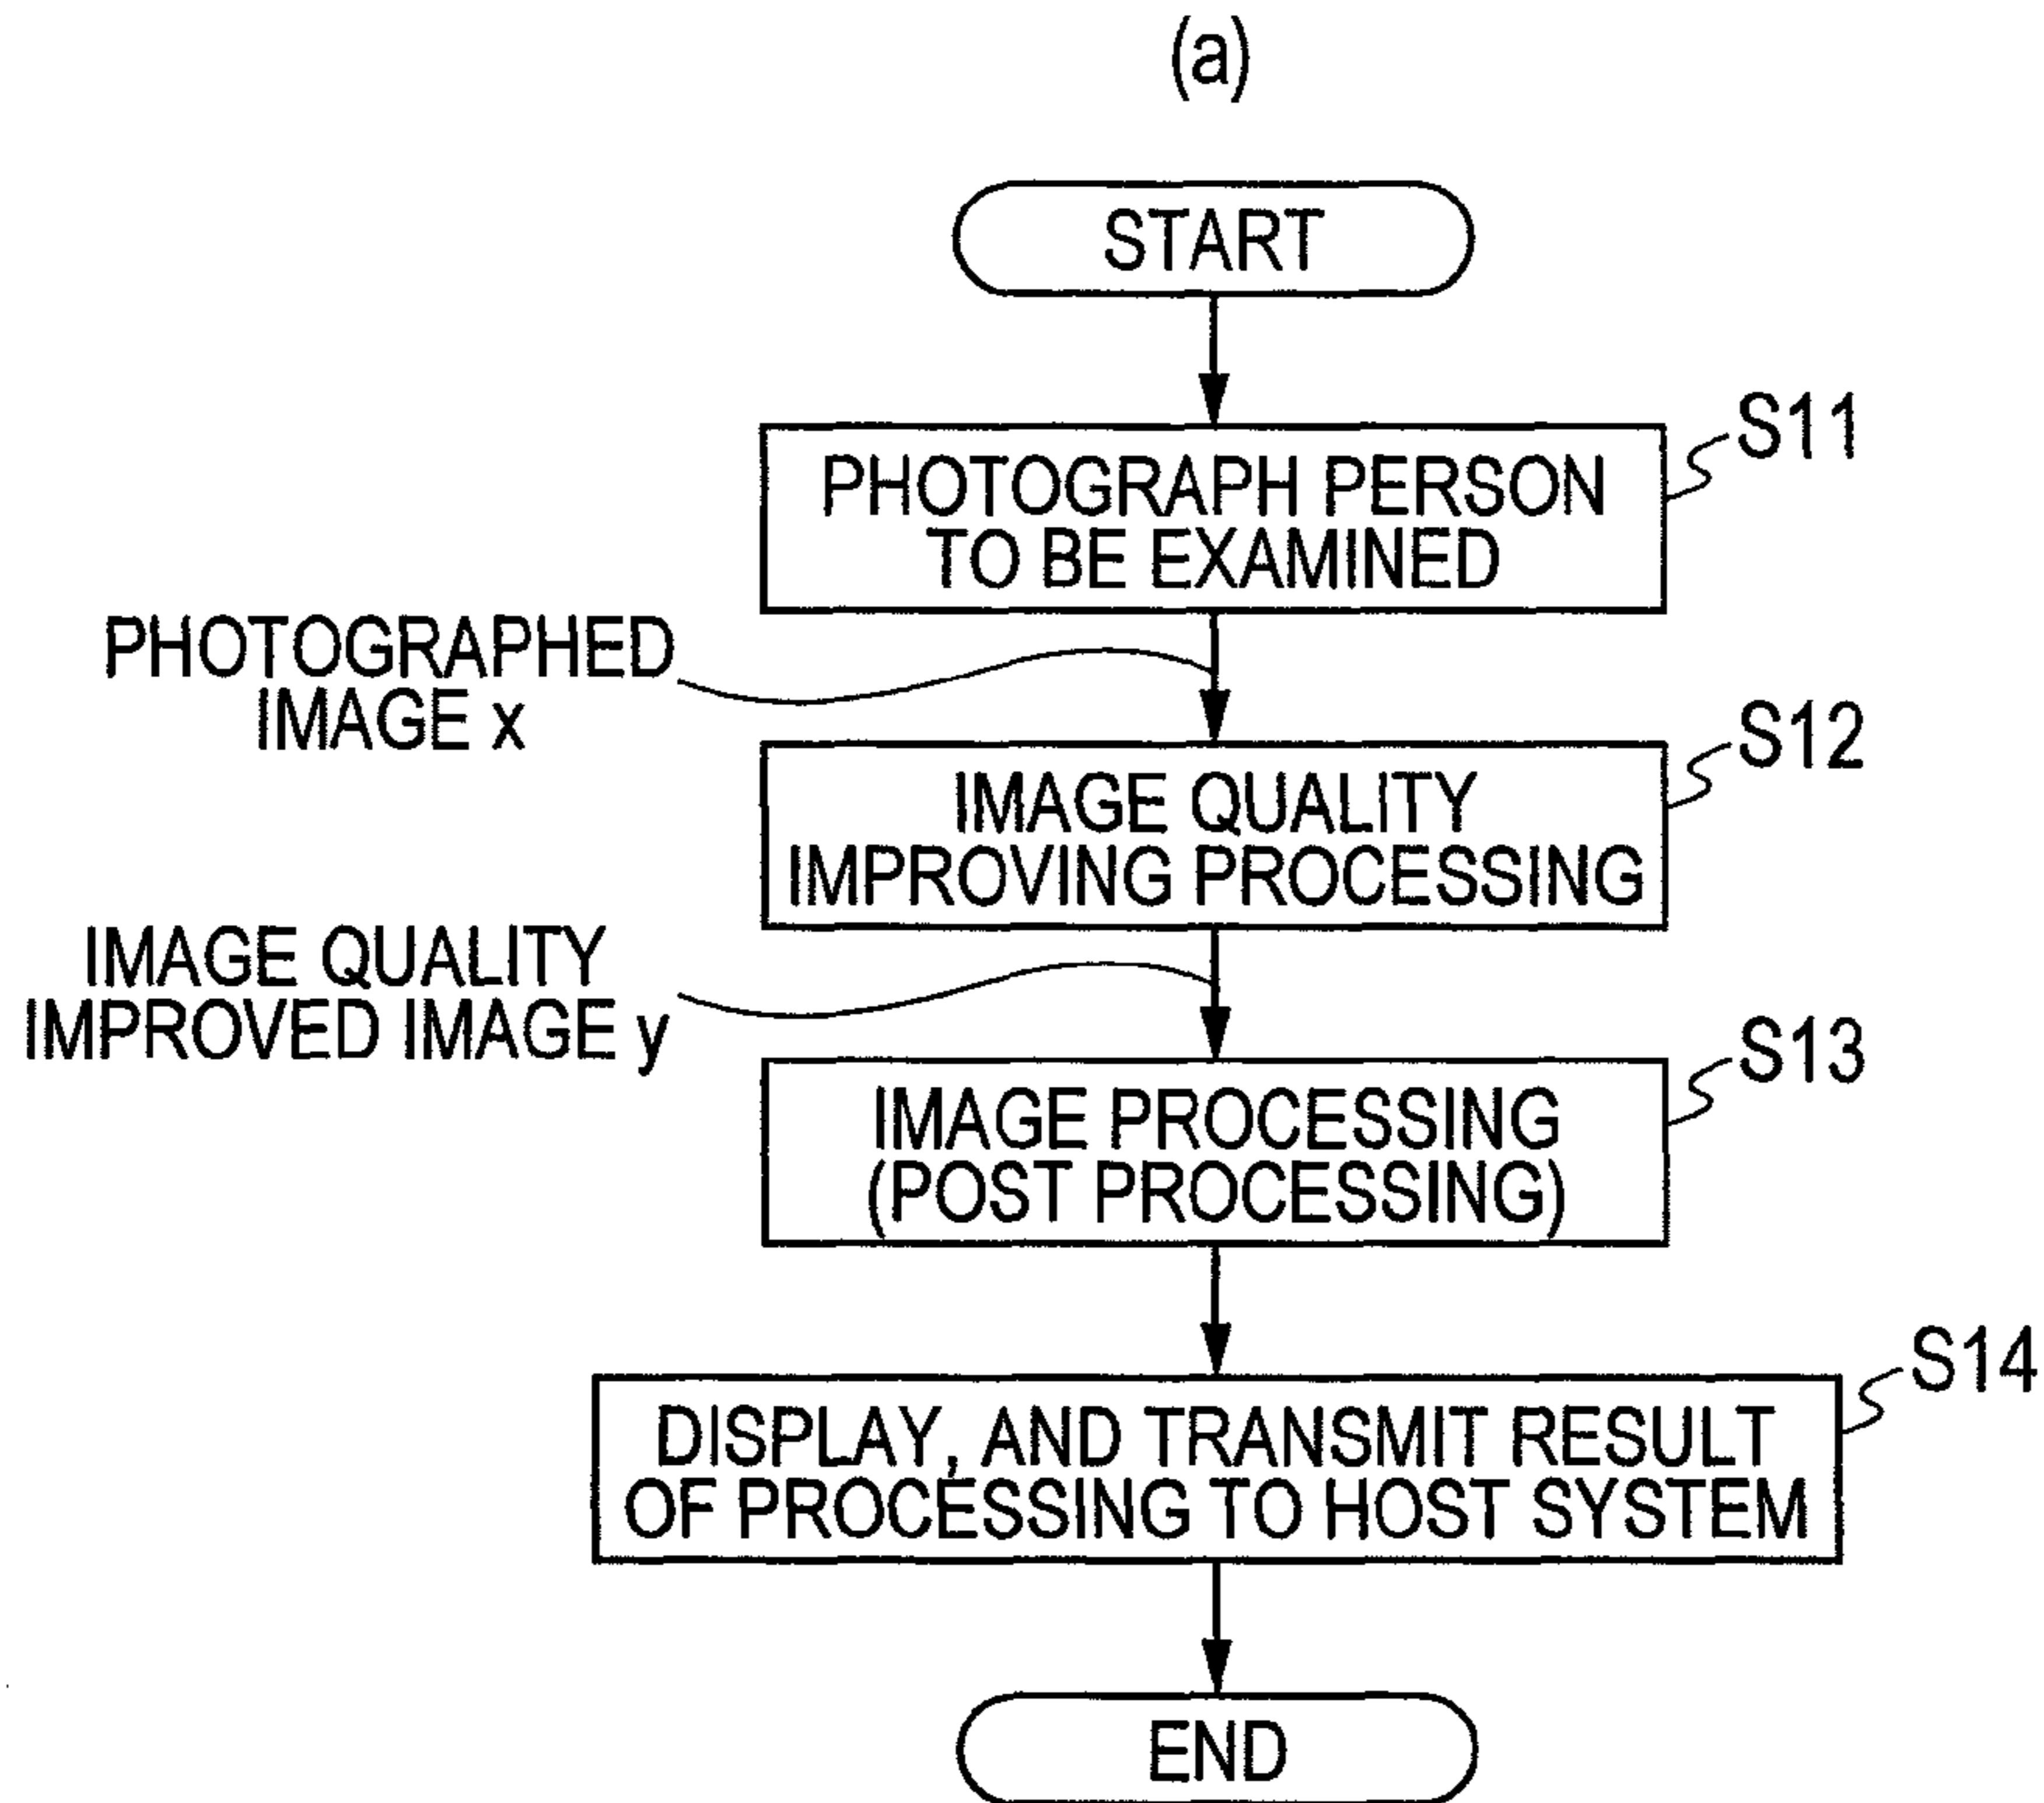 (a)
START
S11
PHOTOGRAPH PERSON
TO BE EXAMINED
PHOTOGRAPHED
IMAGE x
S12
IMAGE QUALITY
IMPROVING PROCESSING
IMAGE QUALITY
IMPROVED IMAGE y
S13
IMAGE PROCESSING
(POST PROCESSING)
S14
DISPLAY, AND TRANSMIT RESULT
OF PROCESSING TO HOST SYSTEM
END